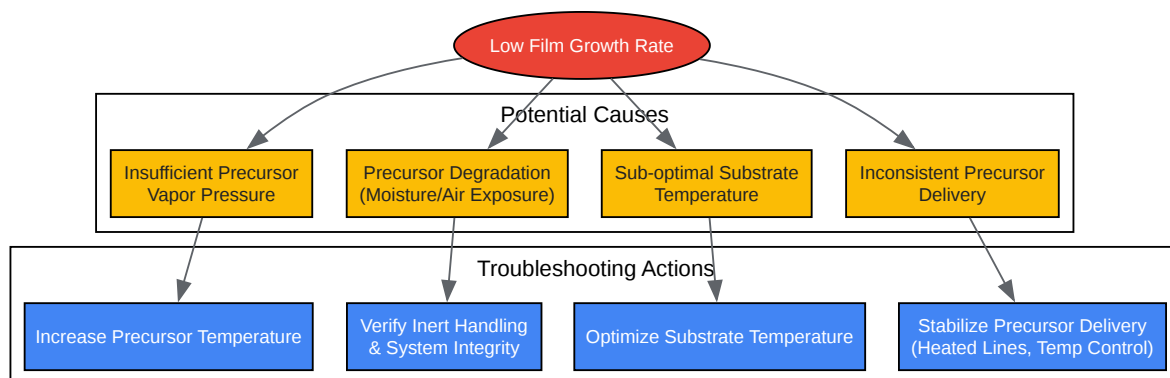 Low Film Growth Rate
Potential Causes
Insufficient Precursor
Vapor Pressure
Precursor Degradation
(Moisture/Air Exposure)
Sub-optimal Substrate
Temperature
Inconsistent Precursor
Delivery
Troubleshooting Actions
Increase Precursor Temperature
Verify Inert Handling
& System Integrity
Optimize Substrate Temperature
Stabilize Precursor Delivery
(Heated Lines, Temp Control)